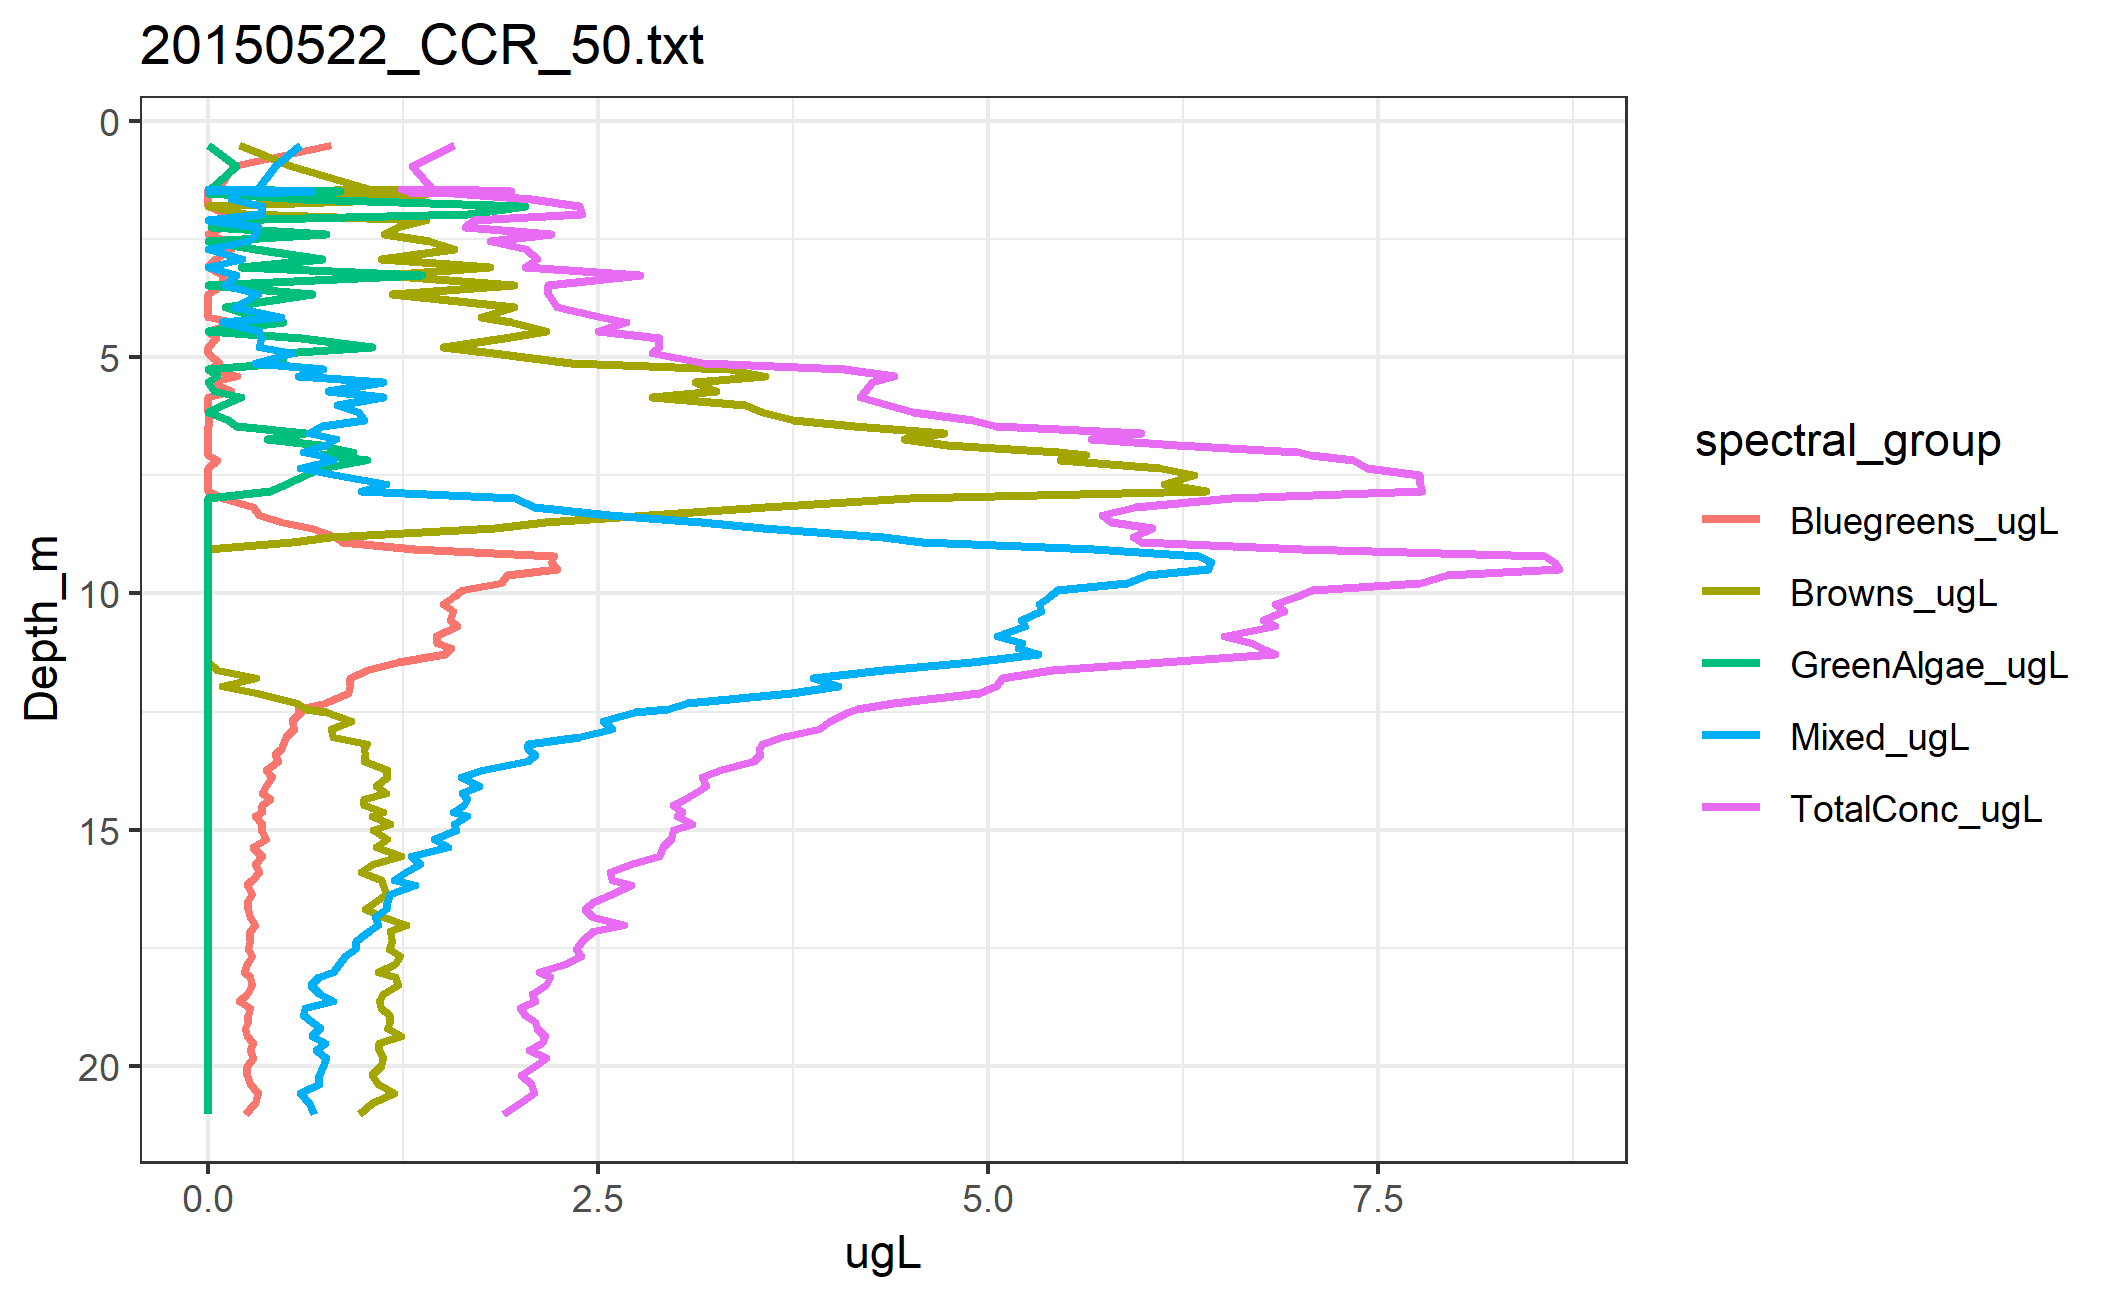 20150522_CCR_50.txt
0
5
10
15
20
Depth_m
0.0 2.5 5.0 7.5
ugL
spectral_group
Bluegreens_ugL
Browns_ugL
GreenAlgae_ugL
Mixed_ugL
TotalConc_ugL